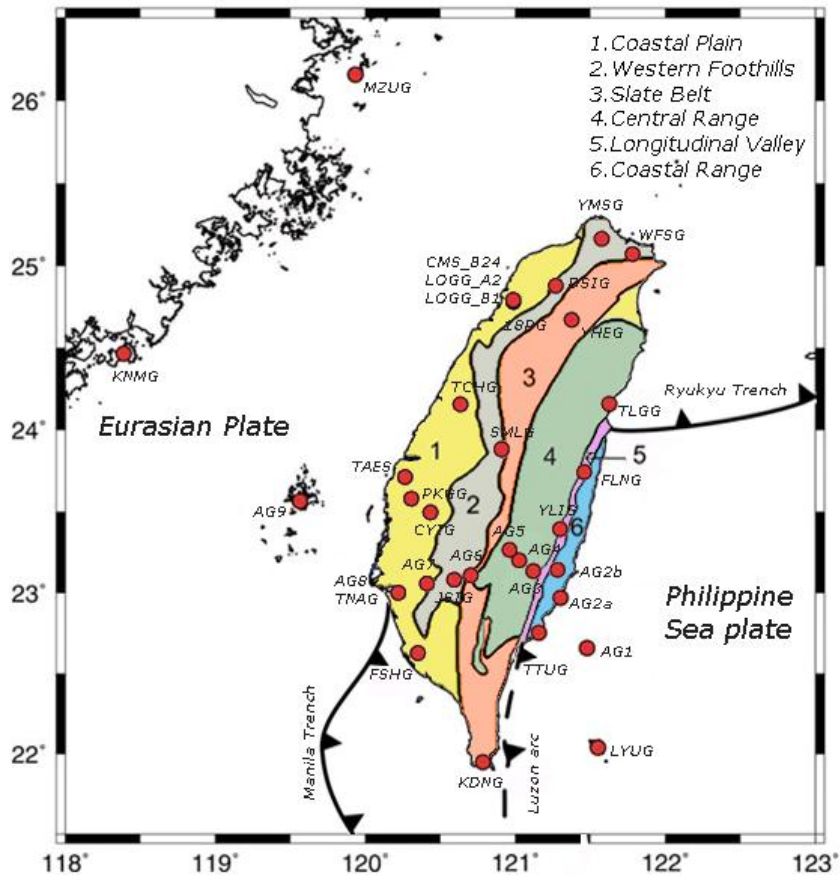 1.Coastal Plain
2.Western Foothills
3.Slate Belt
4.Central Range
5.Longitudinal Valley
6.Coastal Range
MZUG
26°
YMSG
WFSG
25°
CMS_B24
LOGG_A2
LOGG_B1
DSIG
YHEG
KNMG
3
TCHG
Ryukyu Trench
TLGG
Eurasian Plate
24°
SMLG
1
4
5
TAES
FLNG
PKGG
2
AG9
CYIG
YLIG
6
AG5
AG4
AG6
AG7
AG2b
AG8
TNAG
JSIG
AG3
AG2a
23°
Philippine
Sea plate
AG1
FSHG
TTUG
Manila Trench
22°
LYUG
Luzon arc
KDNG
118°
119°
120°
121°
122°
123°